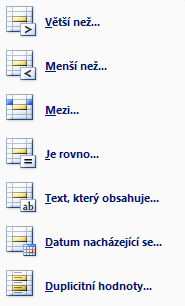 Větší než...
Menší než...
Mezi...
Je rovno...
Text, který obsahuje...
Datum nacházející se...
Duplicitní hodnoty...